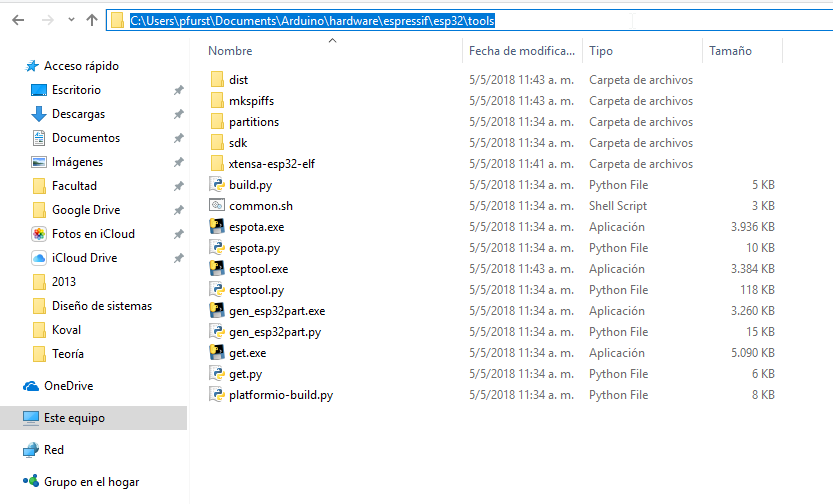 C:\Users\pfurst\Documents\Arduino\hardware\espressif\esp32\tools
Nombre Fecha de modifica... Tipo Tamaño
Acceso rápido
Escritorio
Descargas
Documentos
Imágenes
Facultad
Google Drive
Fotos en iCloud
iCloud Drive
2013
Diseño de sistemas
Koval
Teoría
OneDrive
Este equipo
Red
Grupo en el hogar
dist 5/5/2018 11:43 a. m. Carpeta de archivos
mkspiffs 5/5/2018 11:43 a. m. Carpeta de archivos
partitions 5/5/2018 11:34 a. m. Carpeta de archivos
sdk 5/5/2018 11:34 a. m. Carpeta de archivos
xtensa-esp32-elf 5/5/2018 11:41 a. m. Carpeta de archivos
build.py 5/5/2018 11:34 a. m. Python File 5 KB
common.sh 5/5/2018 11:34 a. m. Shell Script 3 KB
espota.exe 5/5/2018 11:34 a. m. Aplicación 3.936 KB
espota.py 5/5/2018 11:34 a. m. Python File 10 KB
esptool.exe 5/5/2018 11:43 a. m. Aplicación 3.384 KB
esptool.py 5/5/2018 11:34 a. m. Python File 118 KB
gen_esp32part.exe 5/5/2018 11:34 a. m. Aplicación 3.260 KB
gen_esp32part.py 5/5/2018 11:34 a. m. Python File 15 KB
get.exe 5/5/2018 11:34 a. m. Aplicación 5.090 KB
get.py 5/5/2018 11:34 a. m. Python File 6 KB
platformio-build.py 5/5/2018 11:34 a. m. Python File 8 KB